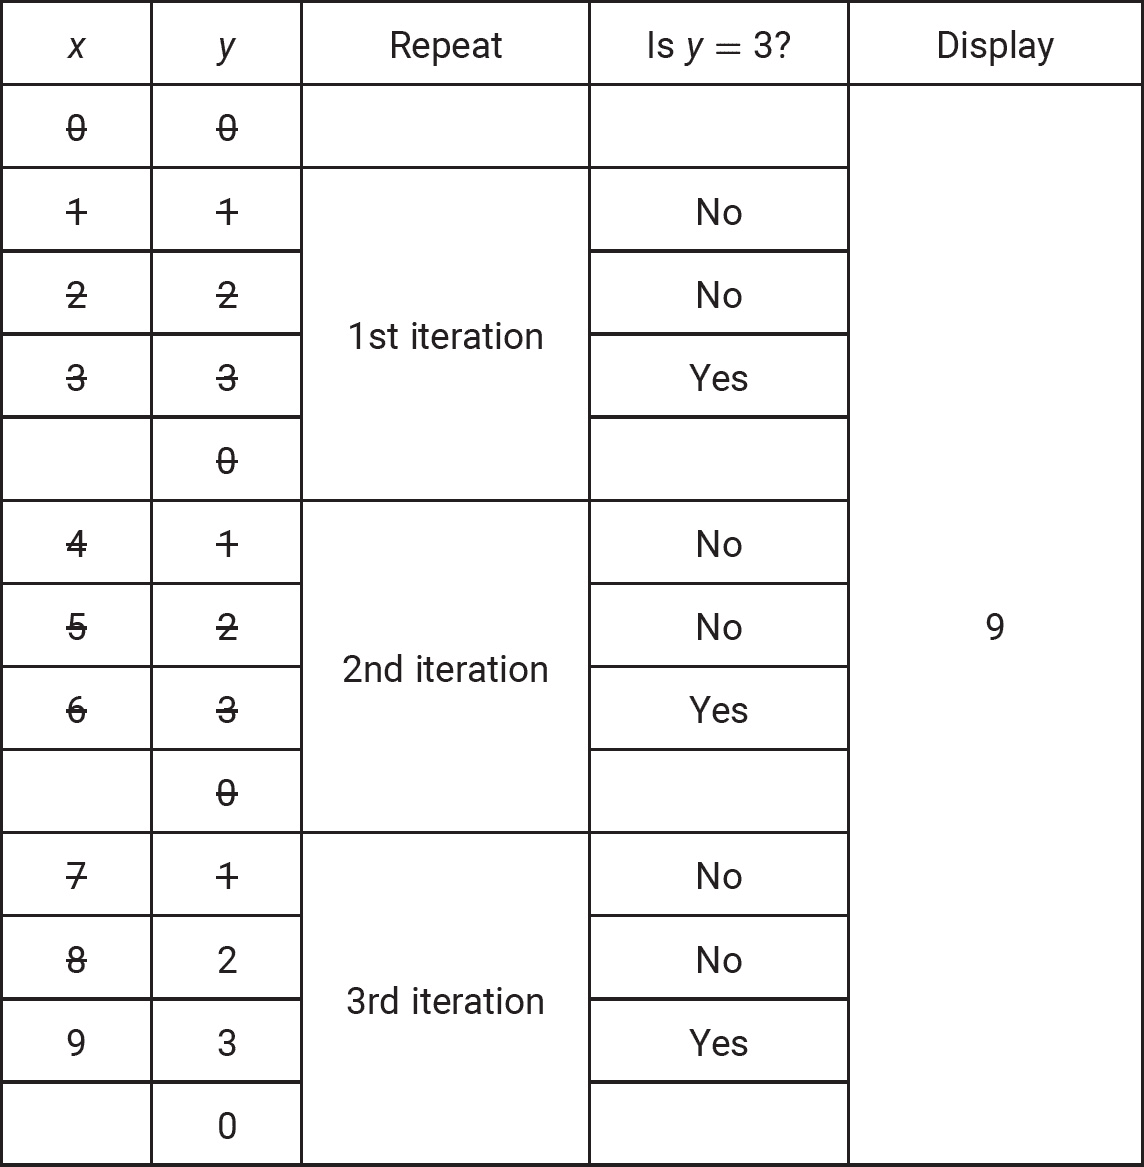 x y Repeat Is y = 3? Display
0 0
1 1 No
2 2 No
1st iteration
3 3 Yes
0
4 1 No
5 2 No 9
2nd iteration
6 3 Yes
0
7 1 No
8 2 No
3rd iteration
9 3 Yes
0